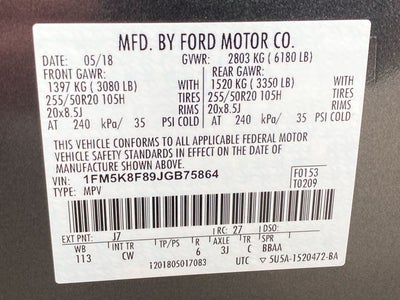 MFD. BY FORD MOTOR CO.
DATE: 05/18 GVWR: 2803 KG ( 6180 LB)
FRONT GAWR: REAR GAWR:
1397 KG ( 3080 LB) 1520 KG ( 3350 LB)
255/50R20 105H TIRES 255/50R20 105H
20x8.5J RIMS 20x8.5J
AT 240 kPa/ 35 PSI COLD AT 240 kPa/ 35 PSI COLD
THIS VEHICLE CONFORMS TO ALL APPLICABLE FEDERAL MOTOR
VEHICLE SAFETY STANDARDS IN EFFECT ON THE DATE OF
MANUFACTURE SHOWN ABOVE.
VIN: 1FM5K8F89JGB75864 F0153
TYPE: MPV T0209
EXT PNT: J7 RC: 27 DSO:
WB INT TR TP/PS R AXLE TR SPR
113 CW 6 3J C BBAA
1201805017083 UTC ▽ 5U5A-1520472-BA